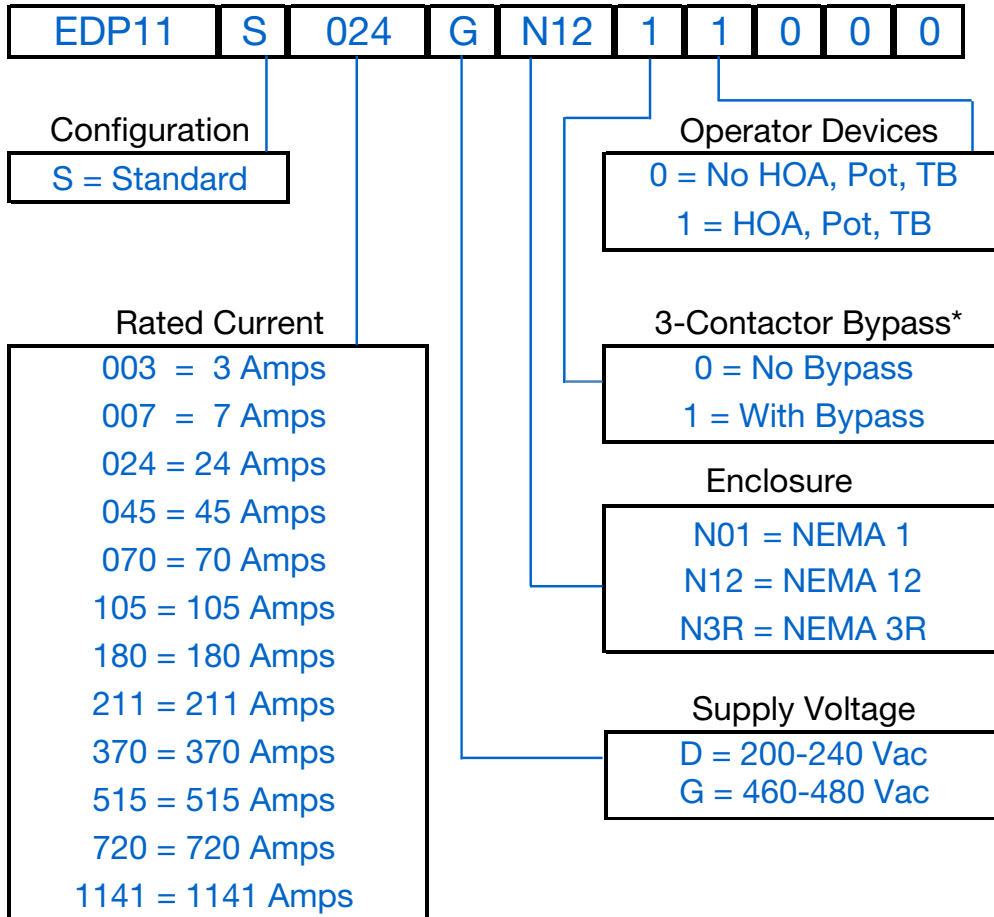 EDP11 S 024 G N12 1 1 0 0 0
Configuration
S = Standard
Rated Current
003 = 3 Amps
007 = 7 Amps
024 = 24 Amps
045 = 45 Amps
070 = 70 Amps
105 = 105 Amps
180 = 180 Amps
211 = 211 Amps
370 = 370 Amps
515 = 515 Amps
720 = 720 Amps
1141 = 1141 Amps
Operator Devices
0 = No HOA, Pot, TB
1 = HOA, Pot, TB
3-Contactor Bypass*
0 = No Bypass
1 = With Bypass
Enclosure
N01 = NEMA 1
N12 = NEMA 12
N3R = NEMA 3R
Supply Voltage
D = 200-240 Vac
G = 460-480 Vac